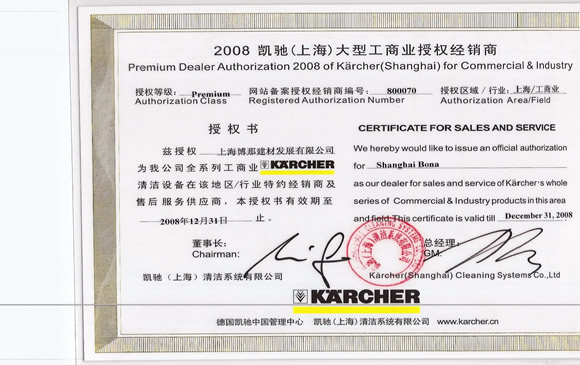 2008 凯驰(上海)大型工商业授权经销商
Premium Dealer Authorization 2008 of Kärcher(Shanghai) for Commercial & Industry
授权等级: Premium 网站备案授权经销商编号: 800070 授权区域 / 行业: 上海/工商业
Authorization Class Registered Authorization Number Authorization Area/Field
授 权 书
兹 授 权 上海博那建材发展有限公司
为 我 公 司 全 系 列 工 商 业 KÄRCHER
清洁设备在该地区/行业特约经销商及
售后服务供应商, 本授权书有效期至
2008年12月31日 止。
CERTIFICATE FOR SALES AND SERVICE
We hereby would like to issue an official authorization
for Shanghai Bona
as our dealer for sales and service of Kärcher's whole
series of Commercial & Industry products in this area
and field.This certificate is valid till December 31, 2008
董事长:
Chairman:
总经理:
GM:
凯驰（上海）清洁系统有限公司
Kärcher(Shanghai) Cleaning Systems Co.,Ltd
KÄRCHER
德国凯驰中国管理中心 凯驰（上海）清洁系统有限公司 www.karcher.cn